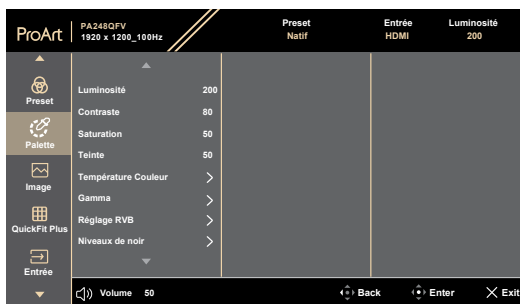 ProArt
PA248QFV
1920 x 1200_100Hz
Preset
Natif
Entrée
HDMI
Luminosité
200
Preset
Palette
Image
QuickFit Plus
Entrée
Luminosité 200
Contraste 80
Saturation 50
Teinte 50
Température Couleur
Gamma
Réglage RVB
Niveaux de noir
Volume 50
Back
Enter
Exit